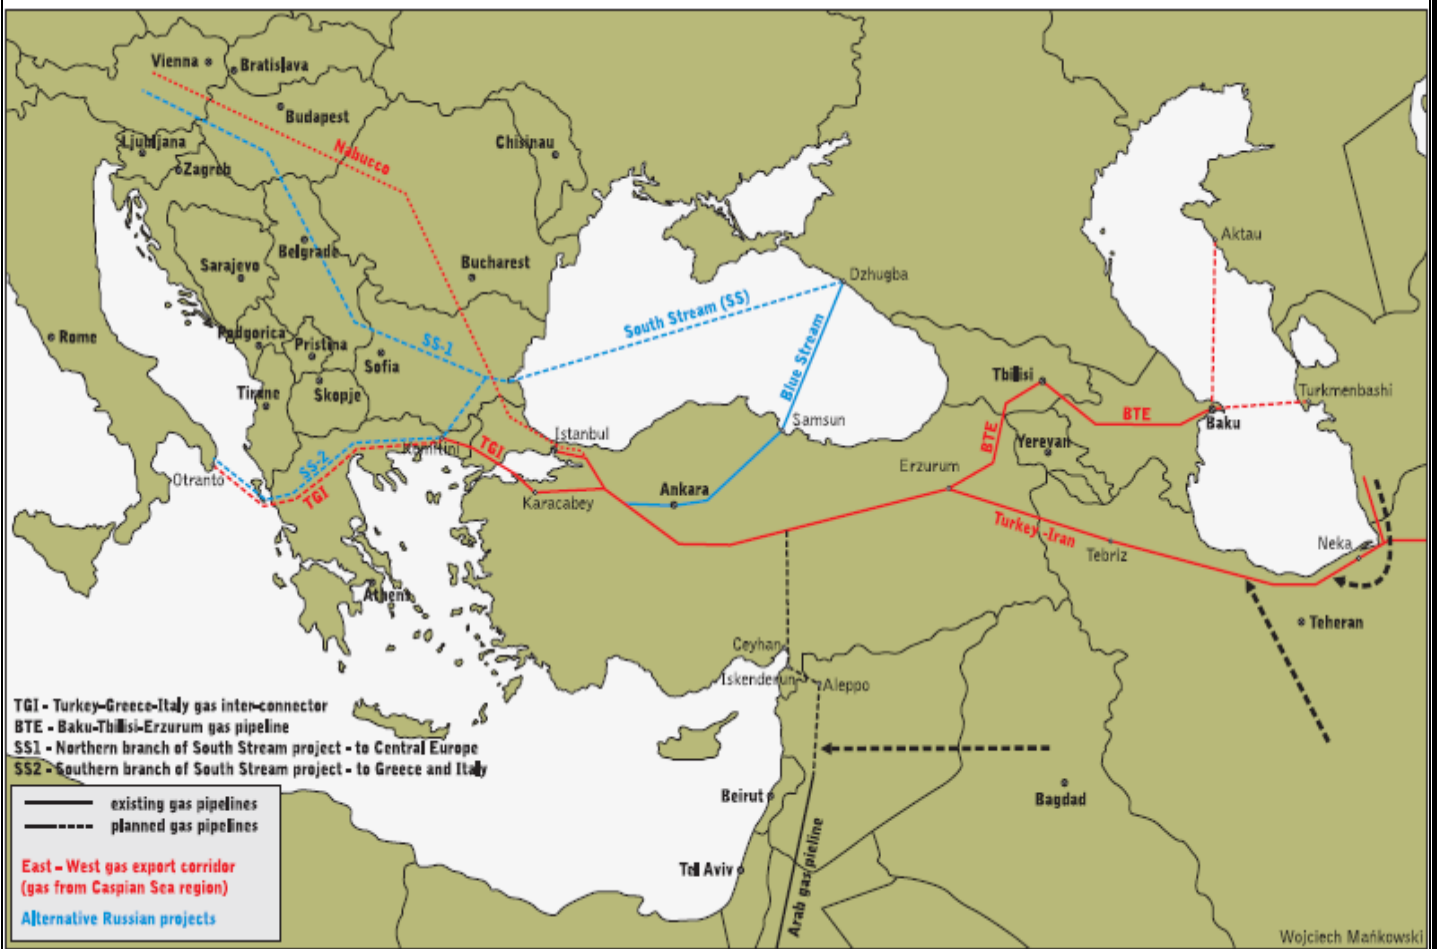 Vienna
Bratislava
Budapest
Ljubljana
Zagreb
Nabucco
Chisinau
Belgrade
Sarajevo
Bucharest
Aktau
Dzhugba
South Stream (SS)
Blue Stream
Rome
Podgorica
Pristina
SS-1
Sofia
Tirane
Skopje
Tbilisi
Turkmenbashi
BTE
Baku
Samsun
Istanbul
Komitini
TGI
BTE
Yerevan
Otranto
SS-2
TGI
Erzurum
Karacabey
Ankara
Turkey-Iran
Tebriz
Neka
Athens
Teheran
Ceyhan
Iskenderun
Aleppo
TGI - Turkey-Greece-Italy gas inter-connector
BTE - Baku-Tbilisi-Erzurum gas pipeline
SS1 - Northern branch of South Stream project - to Central Europe
SS2 - Southern branch of South Stream project - to Greece and Italy
existing gas pipelines
planned gas pipelines
East - West gas export corridor
(gas from Caspian Sea region)
Alternative Russian projects
Beirut
Bagdad
Tel Aviv
Arab gas pieline
Wojciech Mańkowski